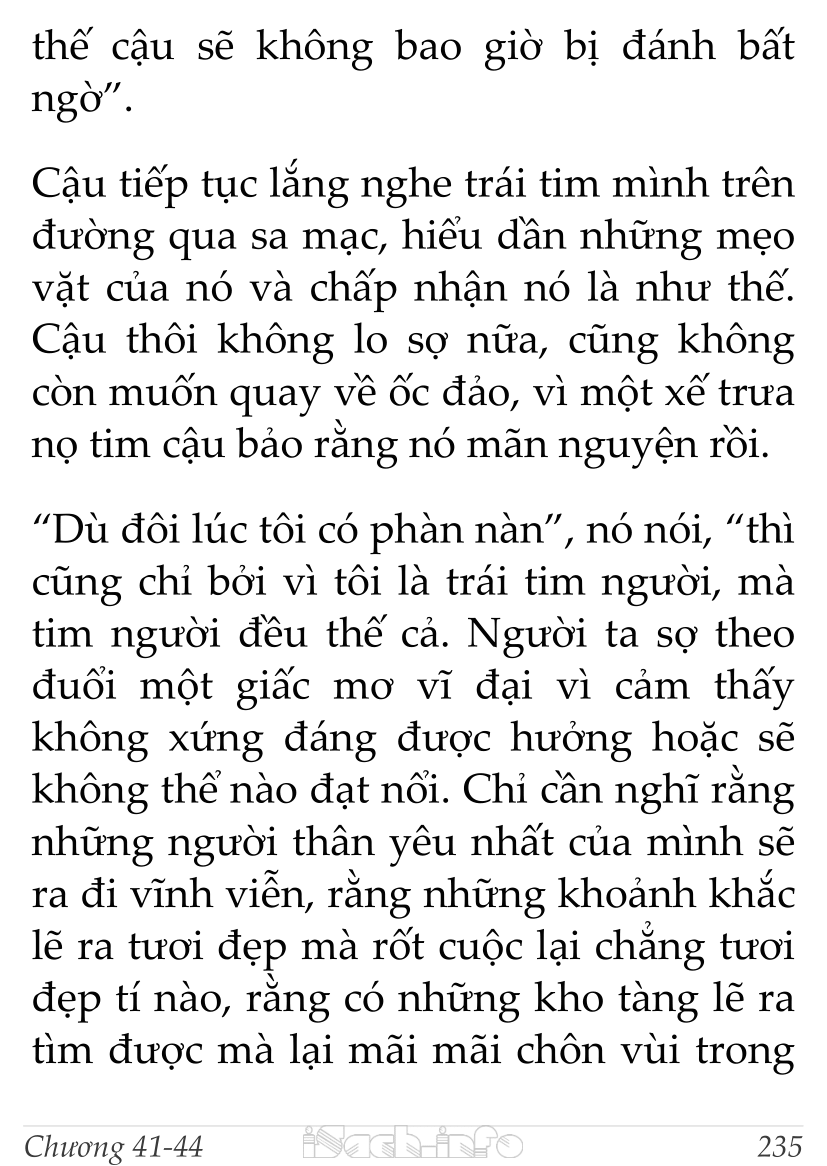 thế cậu sẽ không bao giờ bị đánh bất
ngờ”.
Cậu tiếp tục lắng nghe trái tim mình trên
đường qua sa mạc, hiểu dần những mẹo
vặt của nó và chấp nhận nó là như thế.
Cậu thôi không lo sợ nữa, cũng không
còn muốn quay về ốc đảo, vì một xế trưa
nọ tim cậu bảo rằng nó mãn nguyện rồi.
“Dù đôi lúc tôi có phàn nàn”, nó nói, “thì
cũng chỉ bởi vì tôi là trái tim người, mà
tim người đều thế cả. Người ta sợ theo
đuổi một giấc mơ vĩ đại vì cảm thấy
không xứng đáng được hưởng hoặc sẽ
không thể nào đạt nổi. Chỉ cần nghĩ rằng
những người thân yêu nhất của mình sẽ
ra đi vĩnh viễn, rằng những khoảnh khắc
lẽ ra tươi đẹp mà rốt cuộc lại chẳng tươi
đẹp tí nào, rằng có những kho tàng lẽ ra
tìm được mà lại mãi mãi chôn vùi trong
Chương 41-44 iSach.info 235